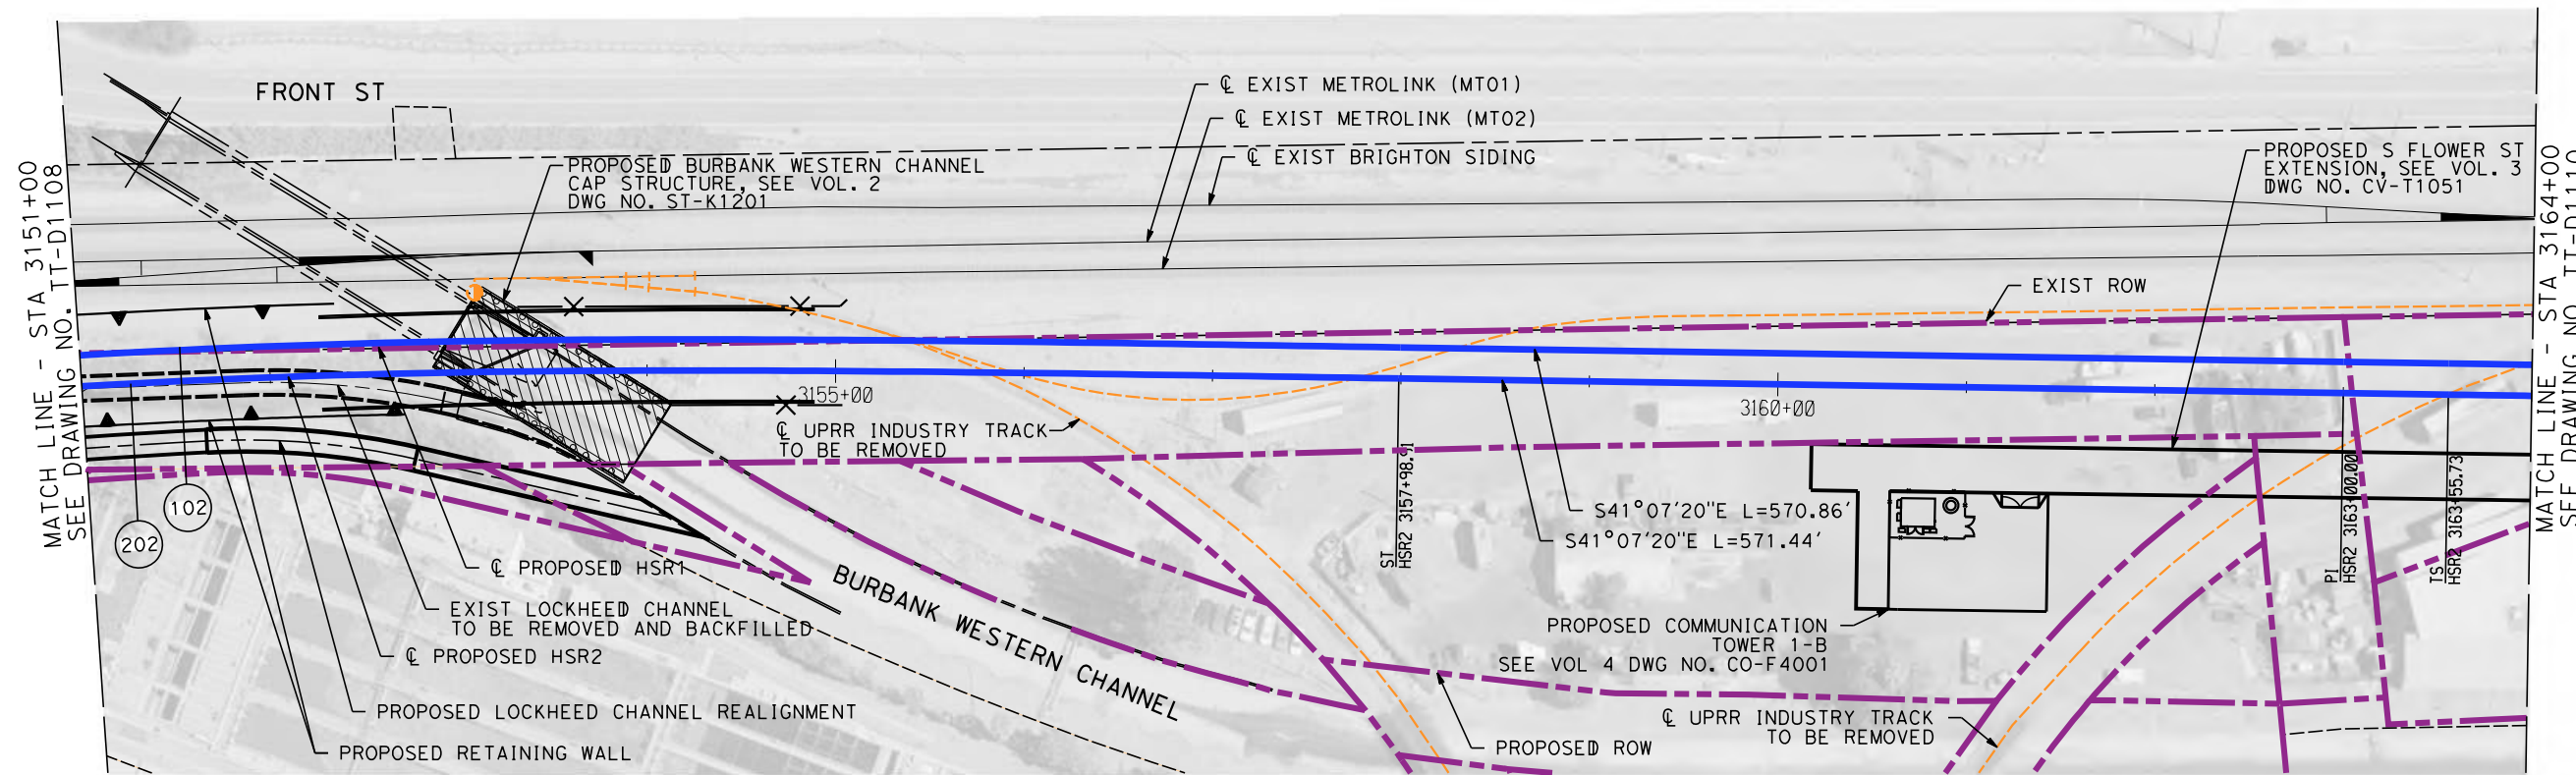 FRONT ST
℄ EXIST METROLINK (MT01)
℄ EXIST METROLINK (MT02)
℄ EXIST BRIGHTON SIDING
PROPOSED BURBANK WESTERN CHANNEL
CAP STRUCTURE, SEE VOL. 2
DWG NO. ST-K1201
PROPOSED S FLOWER ST
EXTENSION, SEE VOL. 3
DWG NO. CV-T1051
MATCH LINE - STA 3151+00
SEE DRAWING NO. TT-D1108
MATCH LINE - STA 3164+00
SEE DRAWING NO. TT-D1110
EXIST ROW
3155+00
3160+00
℄ UPRR INDUSTRY TRACK
TO BE REMOVED
ST
HSR2 3157+98.91
PI
HSR2 3163+00.00
TS
HSR2 3163+55.73
102
202
S41°07'20"E L=570.86'
S41°07'20"E L=571.44'
℄ PROPOSED HSR1
EXIST LOCKHEED CHANNEL
TO BE REMOVED AND BACKFILLED
℄ PROPOSED HSR2
PROPOSED LOCKHEED CHANNEL REALIGNMENT
PROPOSED RETAINING WALL
BURBANK WESTERN CHANNEL
PROPOSED COMMUNICATION
TOWER 1-B
SEE VOL 4 DWG NO. CO-F4001
℄ UPRR INDUSTRY TRACK
TO BE REMOVED
PROPOSED ROW